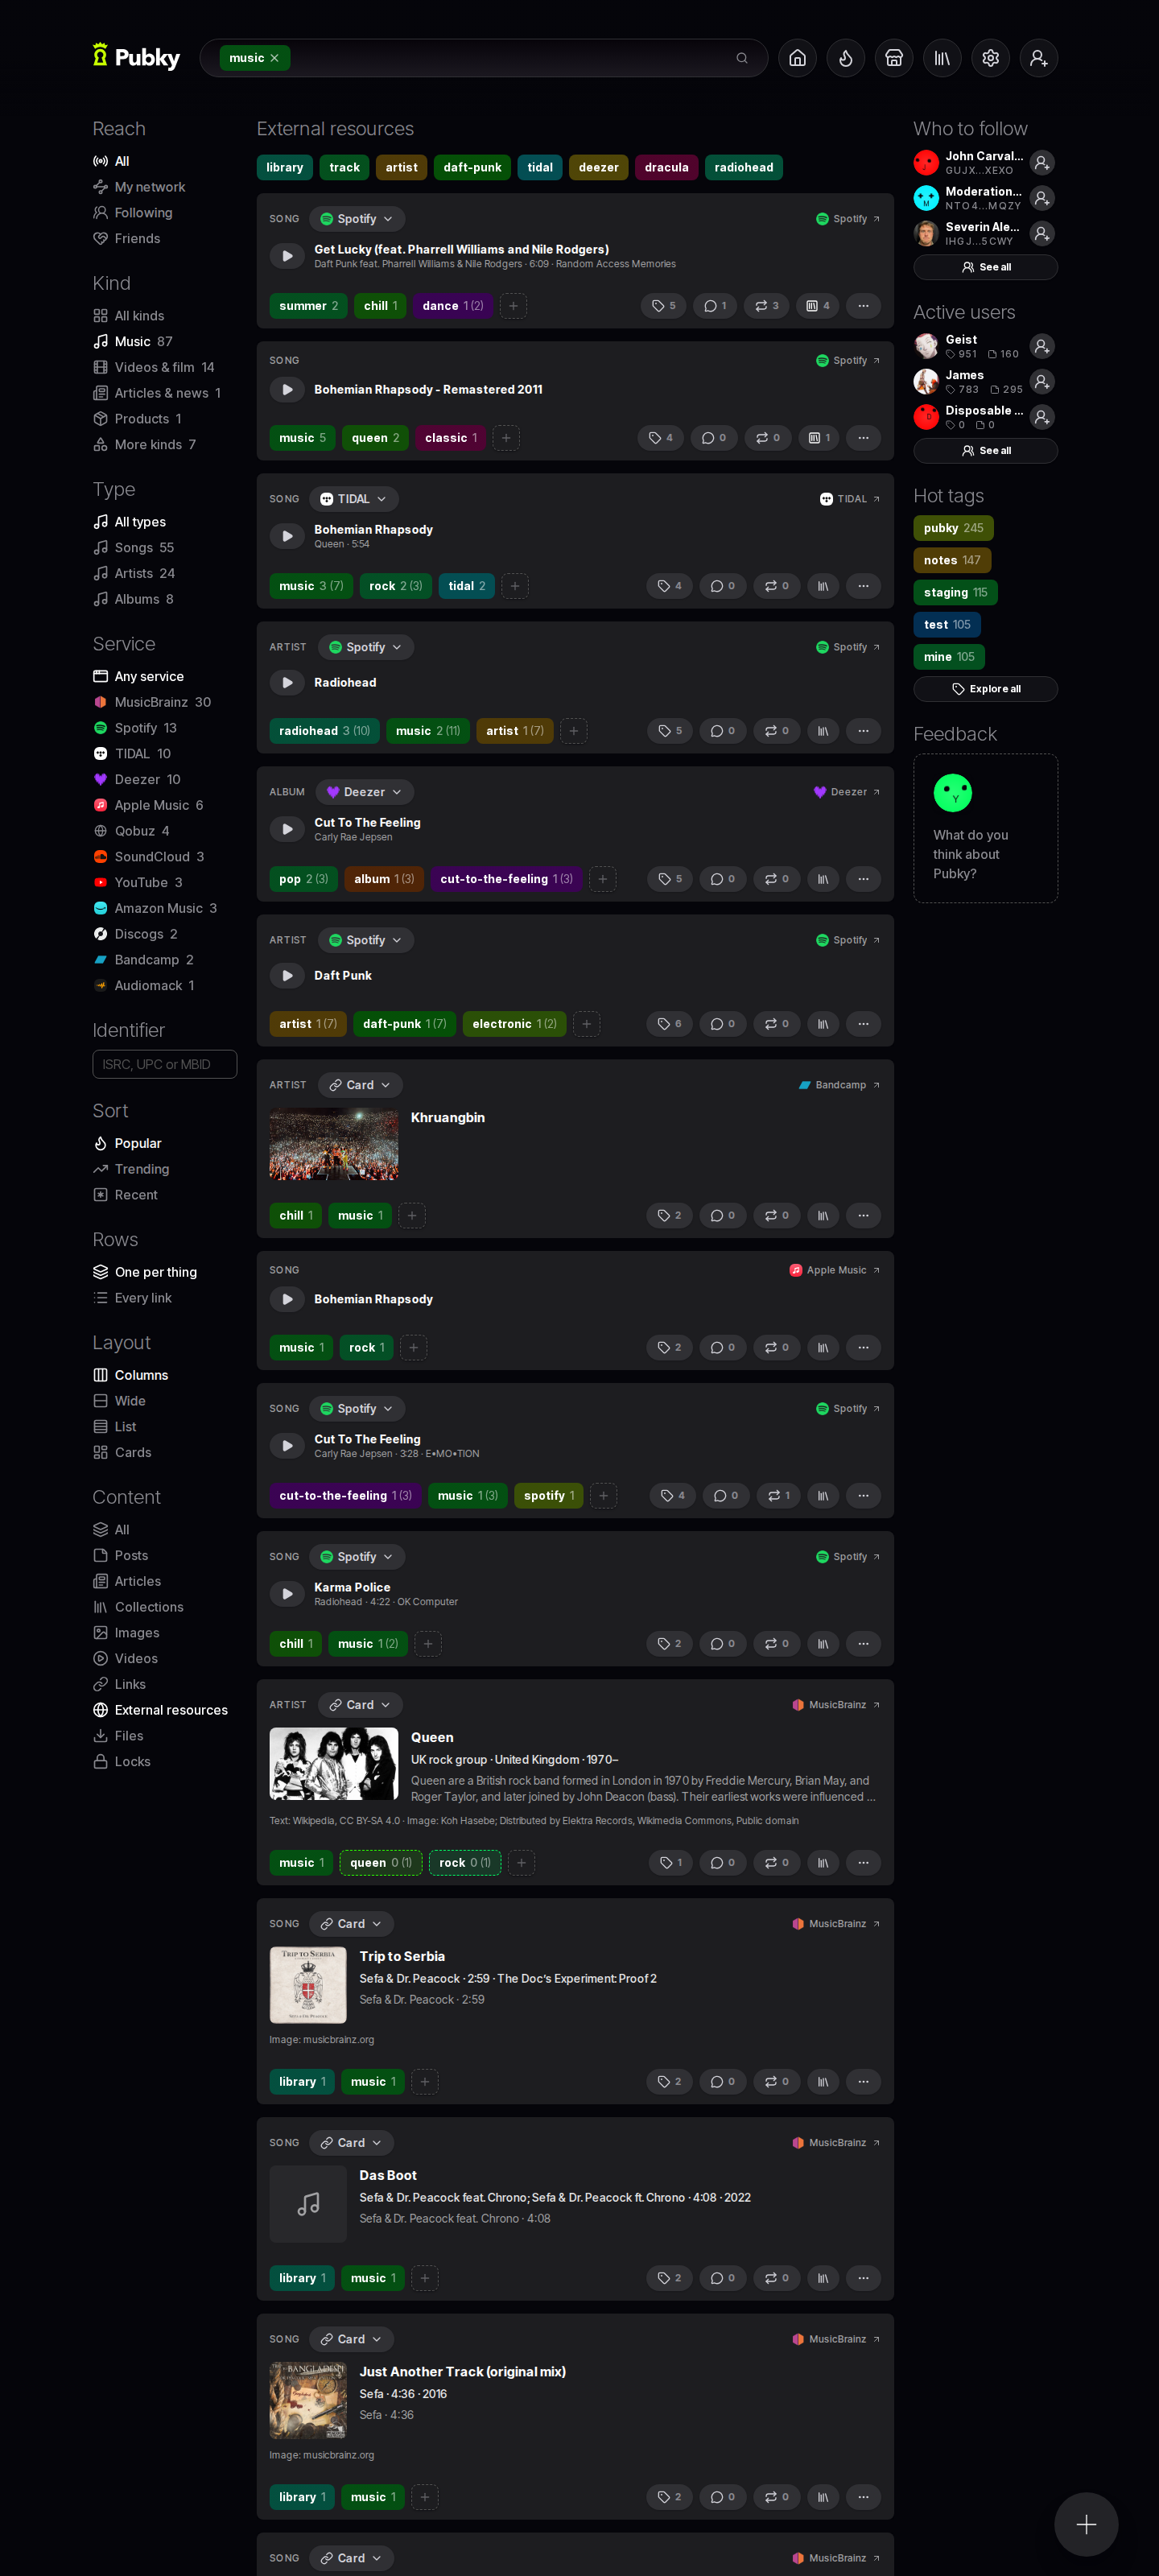 Pubky
music
Reach
All
My network
Following
Friends
Kind
All kinds
Music 87
Videos & film 14
Articles & news 1
Products 1
More kinds 7
Type
All types
Songs 55
Artists 24
Albums 8
Service
Any service
MusicBrainz 30
Spotify 13
TIDAL 10
Deezer 10
Apple Music 6
Qobuz 4
SoundCloud 3
YouTube 3
Amazon Music 3
Discogs 2
Bandcamp 2
Audiomack 1
Identifier
ISRC, UPC or MBID
Sort
Popular
Trending
Recent
Rows
One per thing
Every link
Layout
Columns
Wide
List
Cards
Content
All
Posts
Articles
Collections
Images
Videos
Links
External resources
Files
Locks
External resources
library track artist daft-punk tidal deezer dracula radiohead
SONG Spotify Spotify
Get Lucky (feat. Pharrell Williams and Nile Rodgers)
Daft Punk feat. Pharrell Williams & Nile Rodgers · 6:09 · Random Access Memories
summer 2 chill 1 dance 1 (2) 5 1 3 4
SONG Spotify
Bohemian Rhapsody - Remastered 2011
music 5 queen 2 classic 1 4 0 0 1
SONG TIDAL TIDAL
Bohemian Rhapsody
Queen · 5:54
music 3 (7) rock 2 (3) tidal 2 4 0 0
ARTIST Spotify Spotify
Radiohead
radiohead 3 (10) music 2 (11) artist 1 (7) 5 0 0
ALBUM Deezer Deezer
Cut To The Feeling
Carly Rae Jepsen
pop 2 (3) album 1 (3) cut-to-the-feeling 1 (3) 5 0 0
ARTIST Spotify Spotify
Daft Punk
artist 1 (7) daft-punk 1 (7) electronic 1 (2) 6 0 0
ARTIST Card Bandcamp
Khruangbin
chill 1 music 1 2 0 0
SONG Apple Music
Bohemian Rhapsody
music 1 rock 1 2 0 0
SONG Spotify Spotify
Cut To The Feeling
Carly Rae Jepsen · 3:28 · E•MO•TION
cut-to-the-feeling 1 (3) music 1 (3) spotify 1 4 0 1
SONG Spotify Spotify
Karma Police
Radiohead · 4:22 · OK Computer
chill 1 music 1 (2) 2 0 0
ARTIST Card MusicBrainz
Queen
UK rock group · United Kingdom · 1970–
Queen are a British rock band formed in London in 1970 by Freddie Mercury, Brian May, and
Roger Taylor, and later joined by John Deacon (bass). Their earliest works were influenced ...
Text: Wikipedia, CC BY-SA 4.0 · Image: Koh Hasebe; Distributed by Elektra Records, Wikimedia Commons, Public domain
music 1 queen 0 (1) rock 0 (1) 1 0 0
SONG Card MusicBrainz
TRIP TO SERBIA
Trip to Serbia
Sefa & Dr. Peacock · 2:59 · The Doc's Experiment: Proof 2
Sefa & Dr. Peacock · 2:59
Image: musicbrainz.org
library 1 music 1 2 0 0
SONG Card MusicBrainz
Das Boot
Sefa & Dr. Peacock feat. Chrono; Sefa & Dr. Peacock ft. Chrono · 4:08 · 2022
Sefa & Dr. Peacock feat. Chrono · 4:08
library 1 music 1 2 0 0
SONG Card MusicBrainz
BANGLADESH
Just Another Track (original mix)
Sefa · 4:36 · 2016
Sefa · 4:36
Image: musicbrainz.org
library 1 music 1 2 0 0
SONG Card MusicBrainz
Who to follow
John Carval...
GUJX...XEXO
M
Moderation...
NTO4...MQZY
Severin Ale...
IHGJ...5CWY
See all
Active users
Geist
951 160
James
783 295
D
Disposable ...
0 0
See all
Hot tags
pubky 245
notes 147
staging 115
test 105
mine 105
Explore all
Feedback
Y
What do you
think about
Pubky?